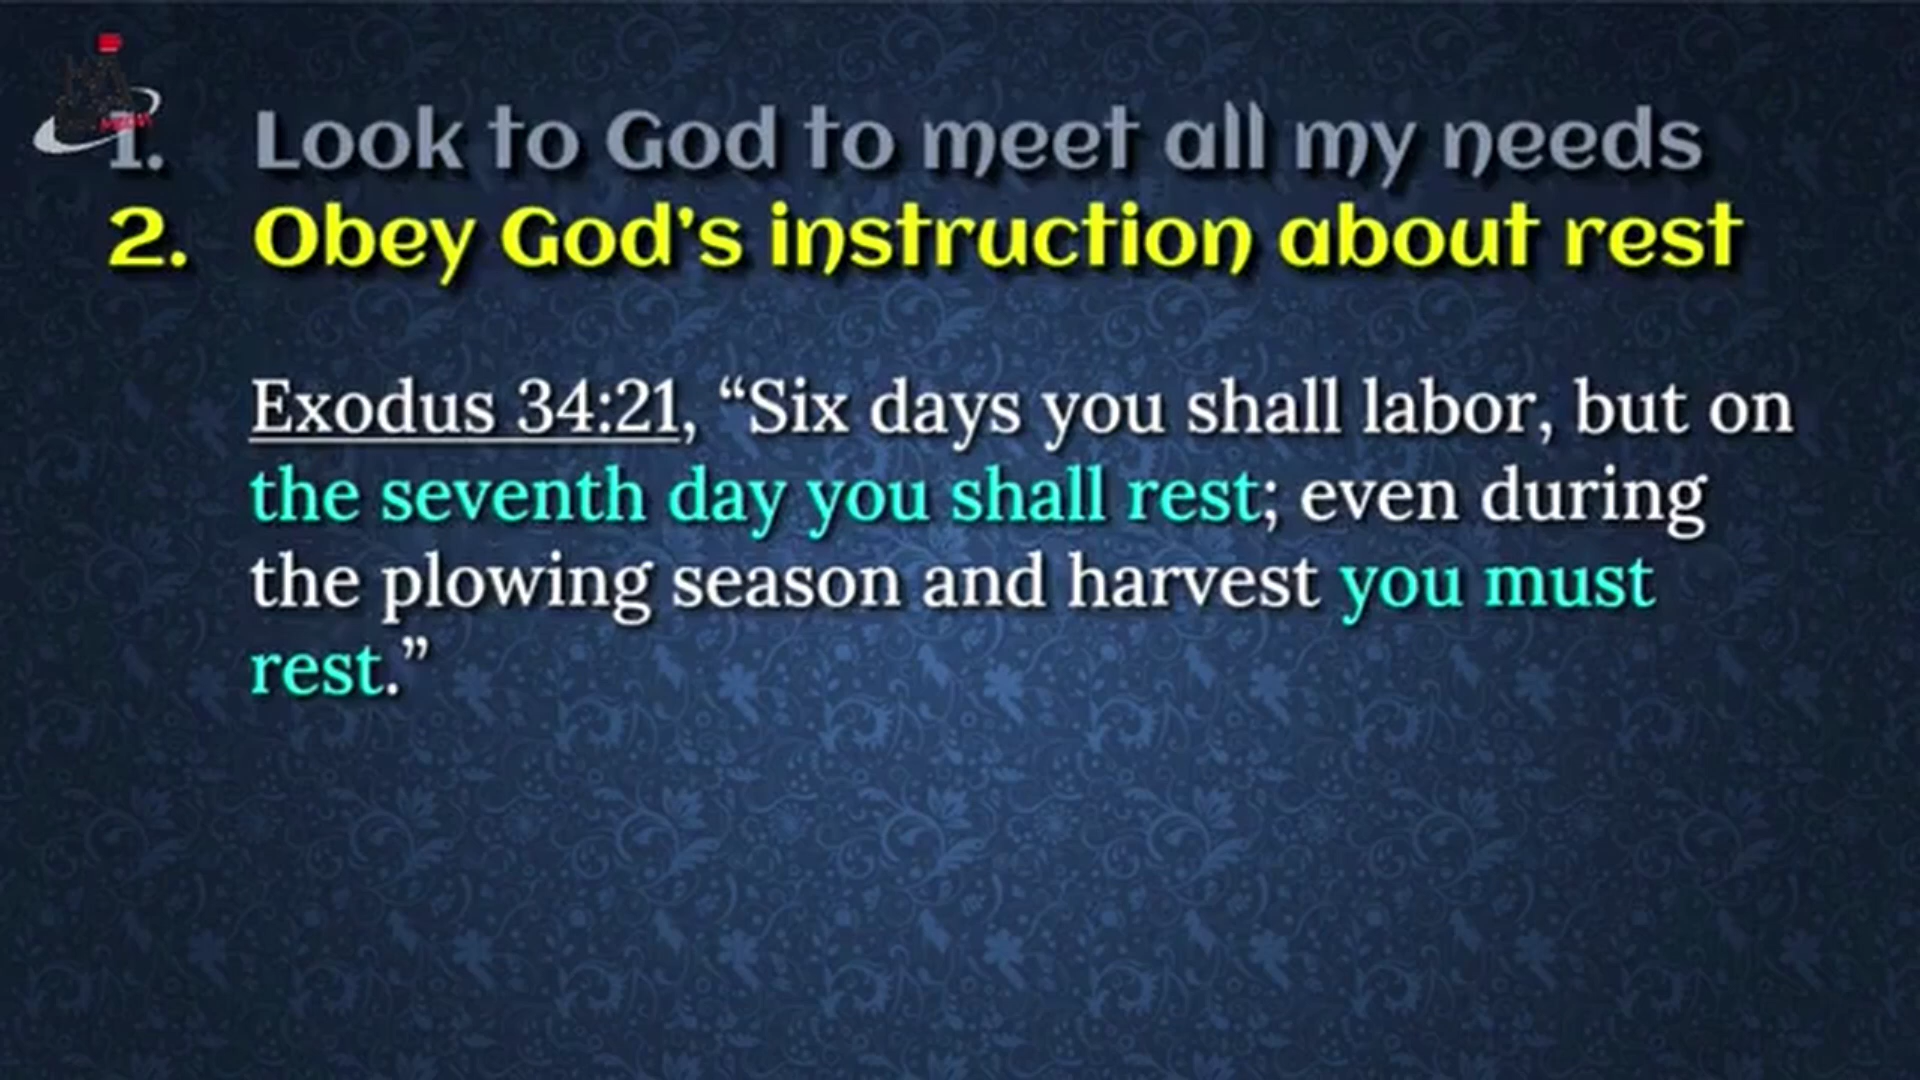 1. Look to God to meet all my needs
2. Obey God’s instruction about rest
Exodus 34:21, “Six days you shall labor, but on
the seventh day you shall rest; even during
the plowing season and harvest you must
rest.”